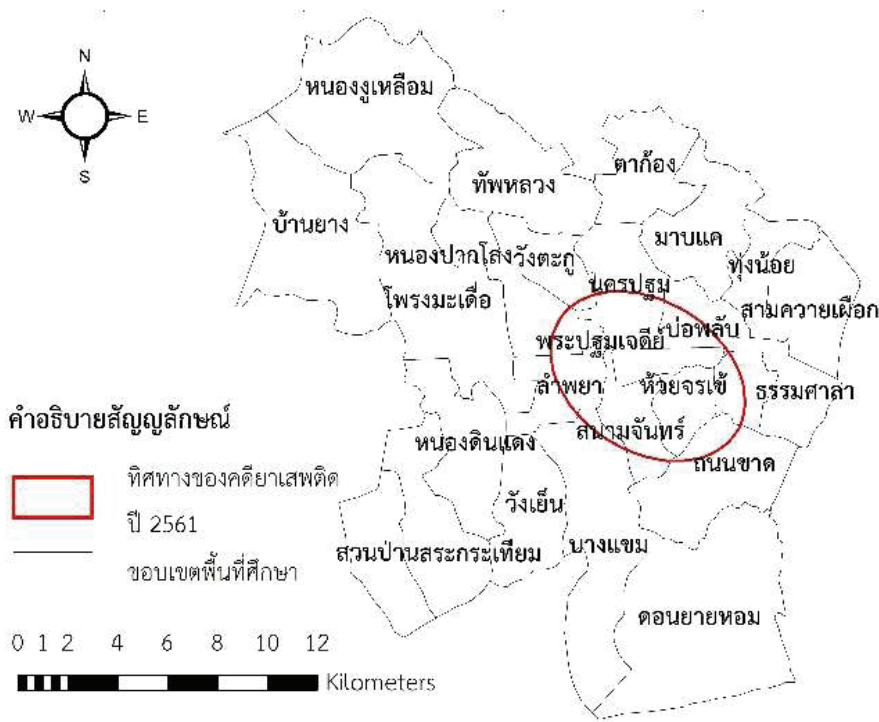 N
W E
S
หนองงูเหลือม
ตาก้อง
ทัพหลวง
บ้านยาง
มาบแค
หนองปากโลงวังตะกู
ทุ่งน้อย
นครปฐม
โพรงมะเดื่อ
สามควายเผือก
บ่อพลับ
พระปฐมเจดีย์
ลำพยา
ห้วยจรเข้
ธรรมศาลา
คำอธิบายสัญญลักษณ์
สนามจันทร์
หนองดินแดง
ถนนขาด
ทิศทางของคดียาเสพติด
ปี 2561
วังเย็น
บางแขม
สวนป่านสระกระเทียม
ขอบเขตพื้นที่ศึกษา
ดอนยายหอม
0 1 2 4 6 8 10 12
Kilometers